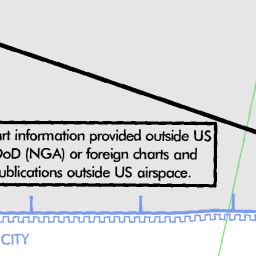 art information provided outside US
DoD (NGA) or foreign charts and
ublications outside US airspace.
CITY